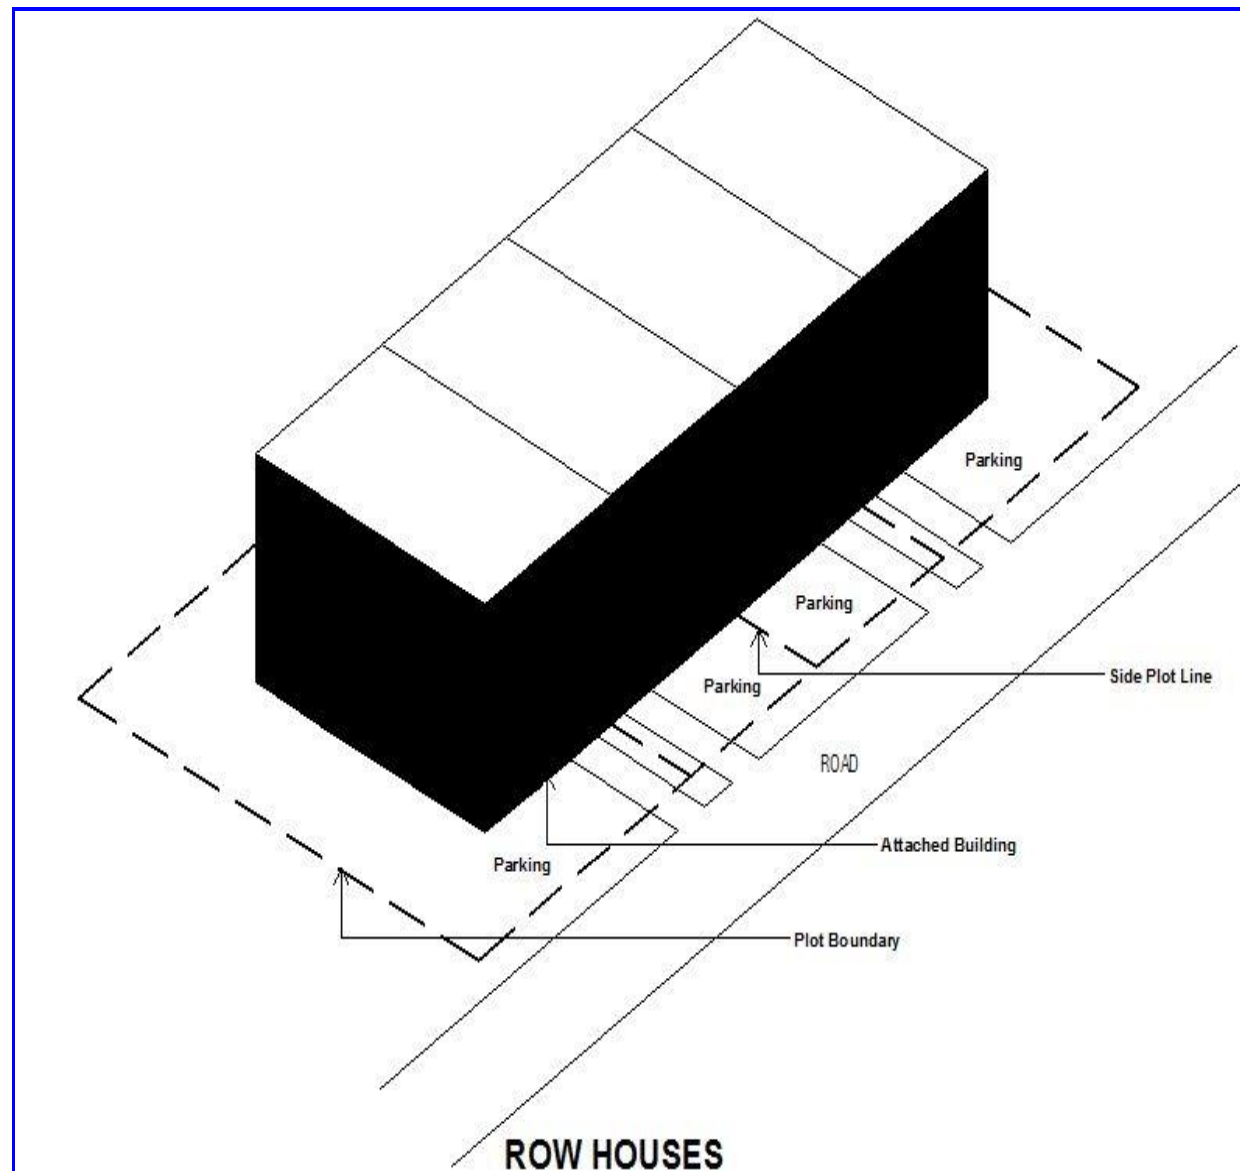 Parking
Parking
Side Plot Line
Parking
ROAD
Attached Building
Parking
Plot Boundary
ROW HOUSES